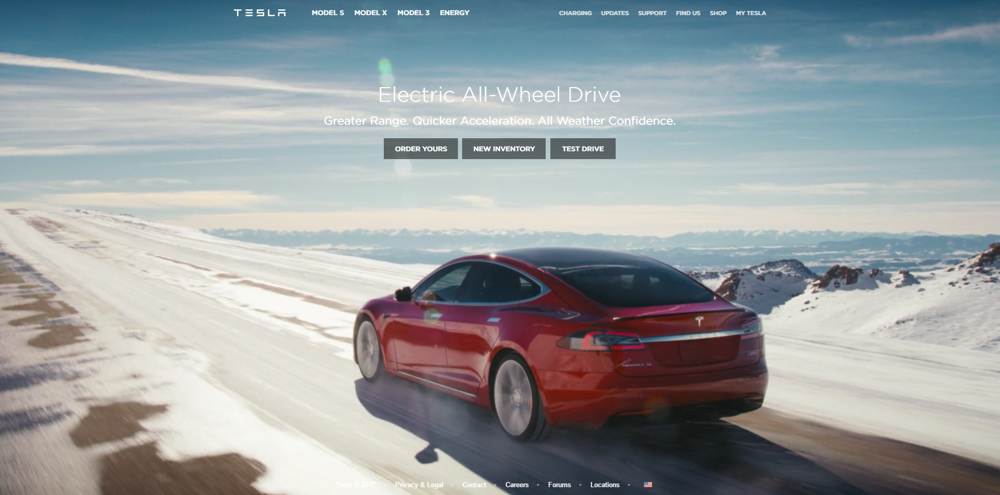 TESLA MODEL S MODEL X MODEL 3 ENERGY CHARGING UPDATES SUPPORT FIND US SHOP MY TESLA
Electric All-Wheel Drive
Greater Range. Quicker Acceleration. All Weather Confidence.
ORDER YOURS NEW INVENTORY TEST DRIVE
MODEL S
Tesla © 2017 • Privacy & Legal • Contact • Careers • Forums • Locations •